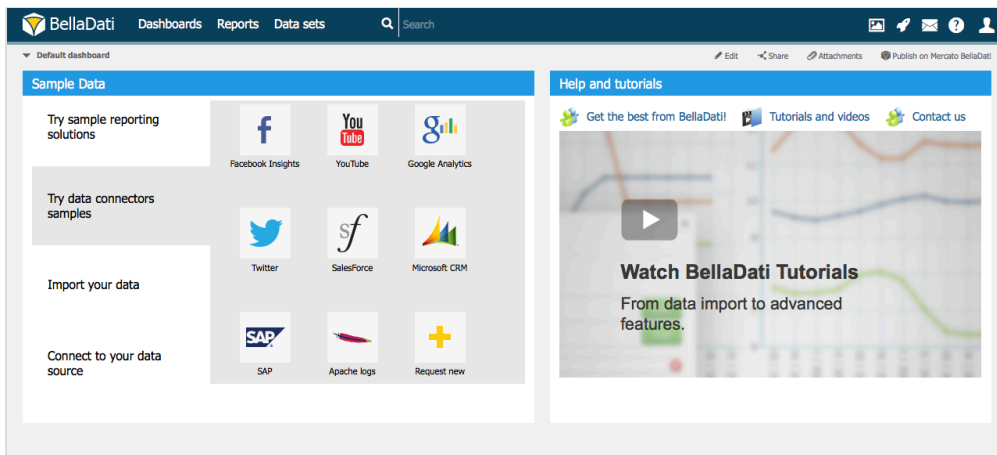 BellaDati Dashboards Reports Data sets Search
Default dashboard Edit Share Attachments Publish on Mercato BellaDati
Sample Data
Try sample reporting
solutions
Try data connectors
samples
Import your data
Connect to your data
source
You
Tube
Facebook Insights YouTube Google Analytics
Twitter SalesForce Microsoft CRM
SAP
SAP Apache logs Request new
Help and tutorials
Get the best from BellaDati! Tutorials and videos Contact us
Watch BellaDati Tutorials
From data import to advanced
features.